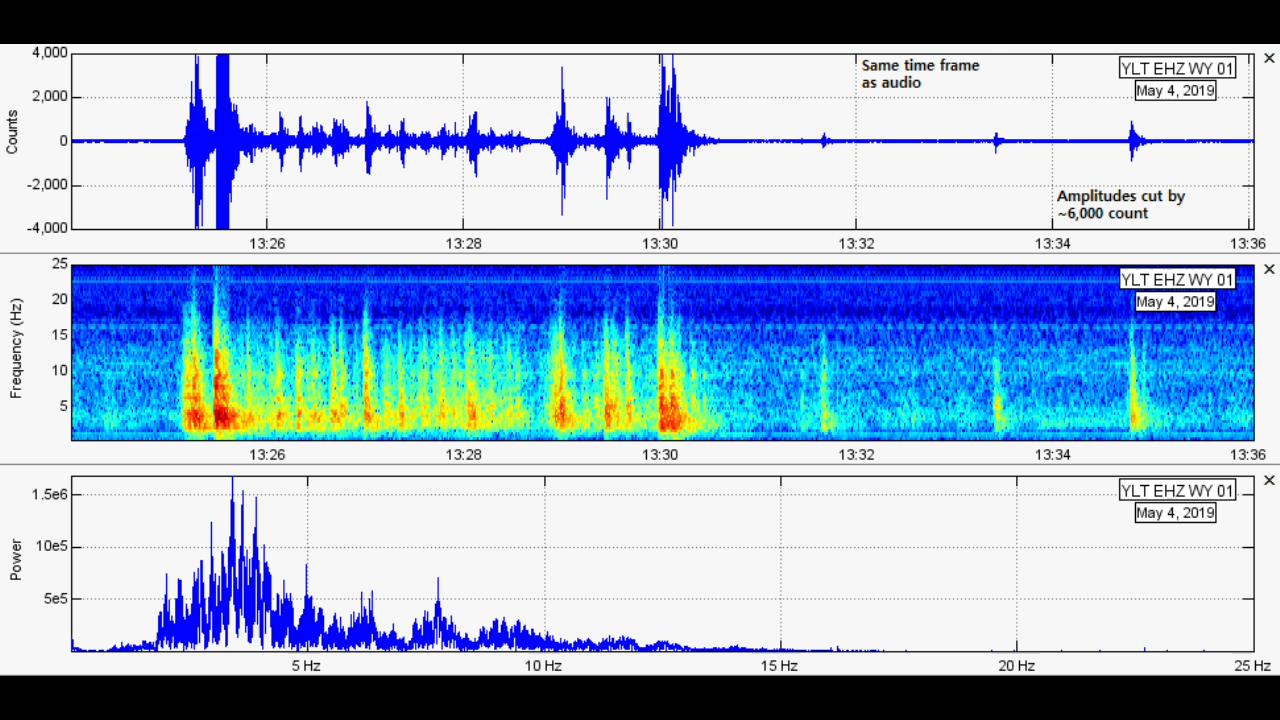 4,000
2,000
0
-2,000
-4,000
Counts
Same time frame
as audio
YLT EHZ WY 01
May 4, 2019
Amplitudes cut by
~6,000 count
13:26 13:28 13:30 13:32 13:34 13:36
25
20
15
10
5
Frequency (Hz)
YLT EHZ WY 01
May 4, 2019
13:26 13:28 13:30 13:32 13:34 13:36
1.5e6
10e5
5e5
Power
YLT EHZ WY 01
May 4, 2019
5 Hz 10 Hz 15 Hz 20 Hz 25 Hz